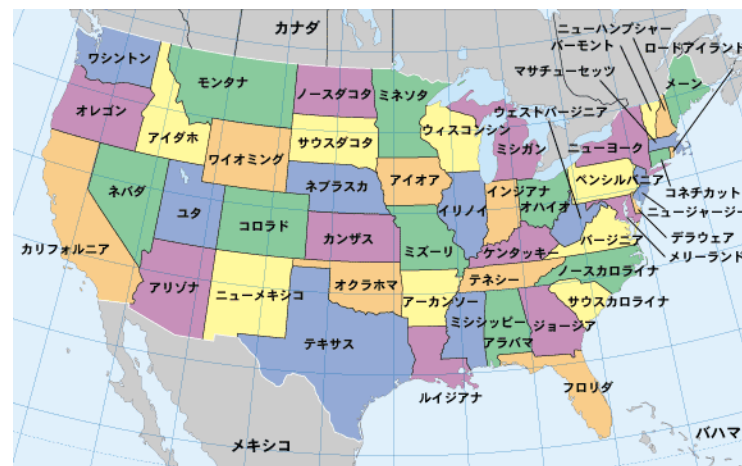 カナダ
ニューハンプシャー
バーモント
ロードアイランド
マサチューセッツ
ワシントン
モンタナ
ノースダコタ
ミネソタ
メーン
オレゴン
アイダホ
ウェストバージニア
ウィスコンシン
サウスダコタ
ミシガン
ニューヨーク
ワイオミング
ペンシルバニア
ネバダ
ユタ
ネブラスカ
アイオア
イリノイ
インジアナ
オハイオ
コネチカット
ニュージャージー
コロラド
カリフォルニア
カンザス
ミズーリ
ケンタッキー
バージニア
デラウェア
メリーランド
アリゾナ
ニューメキシコ
オクラホマ
テネシー
ノースカロライナ
アーカンソー
サウスカロライナ
テキサス
ミシシッピー
アラバマ
ジョージア
ルイジアナ
フロリダ
メキシコ
バハマ